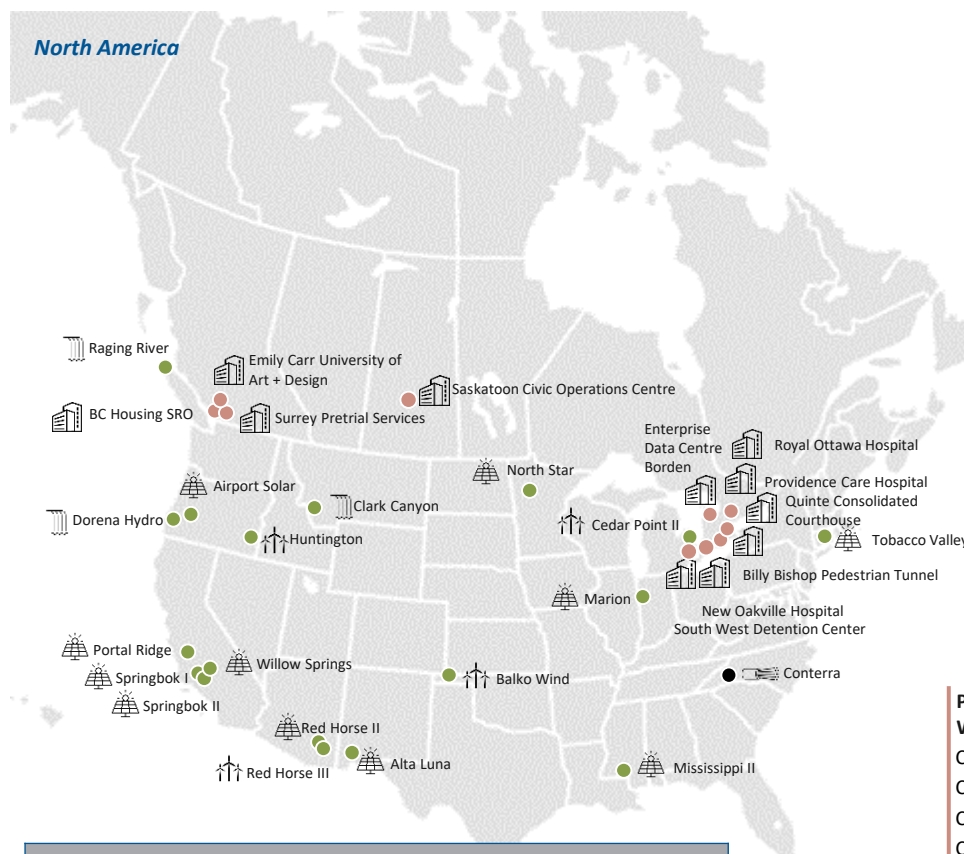 North America
Raging River
Emily Carr University of
Art + Design
Saskatoon Civic Operations Centre
BC Housing SRO
Surrey Pretrial Services
Enterprise
Data Centre
Borden
Royal Ottawa Hospital
Providence Care Hospital
Quinte Consolidated
Courthouse
North Star
Airport Solar
Clark Canyon
Dorena Hydro
Huntington
Cedar Point II
Tobacco Valley
Billy Bishop Pedestrian Tunnel
Marion
New Oakville Hospital
South West Detention Center
Portal Ridge
Willow Springs
Springbok I
Balko Wind
Conterra
Springbok II
Red Horse II
Red Horse III
Alta Luna
Mississippi II